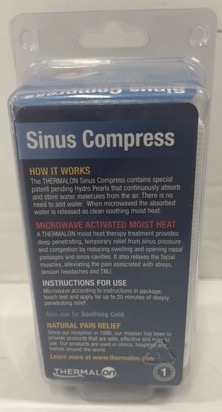 Sinus
Compress
Sinus Compress
HOW IT WORKS
The THERMALON Sinus Compress contains special
patent pending Hydro Pearls that continuously absorb
and store water molecules from the air. There is no
need to add water. When microwaved the absorbed
water is released as clean soothing moist heat.
MICROWAVE ACTIVATED MOIST HEAT
A THERMALON moist heat therapy treatment provides
deep penetrating, temporary relief from sinus pressure
and congestion by reducing swelling and opening nasal
passages and sinus cavities. It also relaxes the facial
muscles, alleviating the pain associated with stress,
tension headaches and TMJ.
INSTRUCTIONS FOR USE
Microwave according to instructions in package,
touch test and apply for up to 20 minutes of deeply
penetrating relief.
Also use for Soothing Cold
NATURAL PAIN RELIEF
Since our inception in 1988, our mission has been to
provide products that are safe, effective and easy to
use. Our products are used in clinics, hospitals and
homes around the world.
Learn more at www.thermalon.com
THERMALON
1